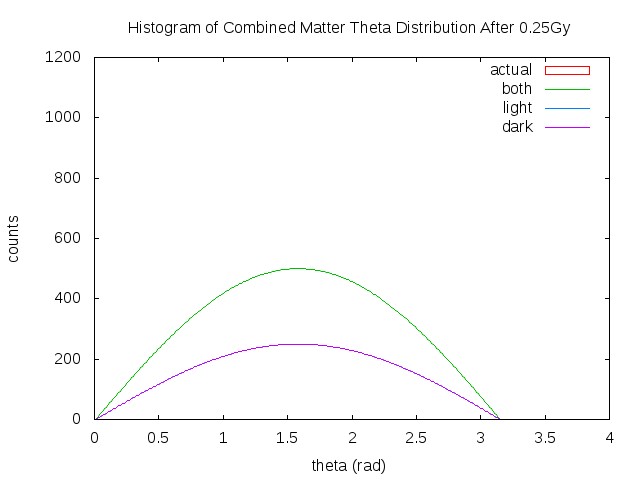 Histogram of Combined Matter Theta Distribution After 0.25Gy
1200
1000
800
600
400
200
0
counts
actual
both
light
dark
0 0.5 1 1.5 2 2.5 3 3.5 4
theta (rad)